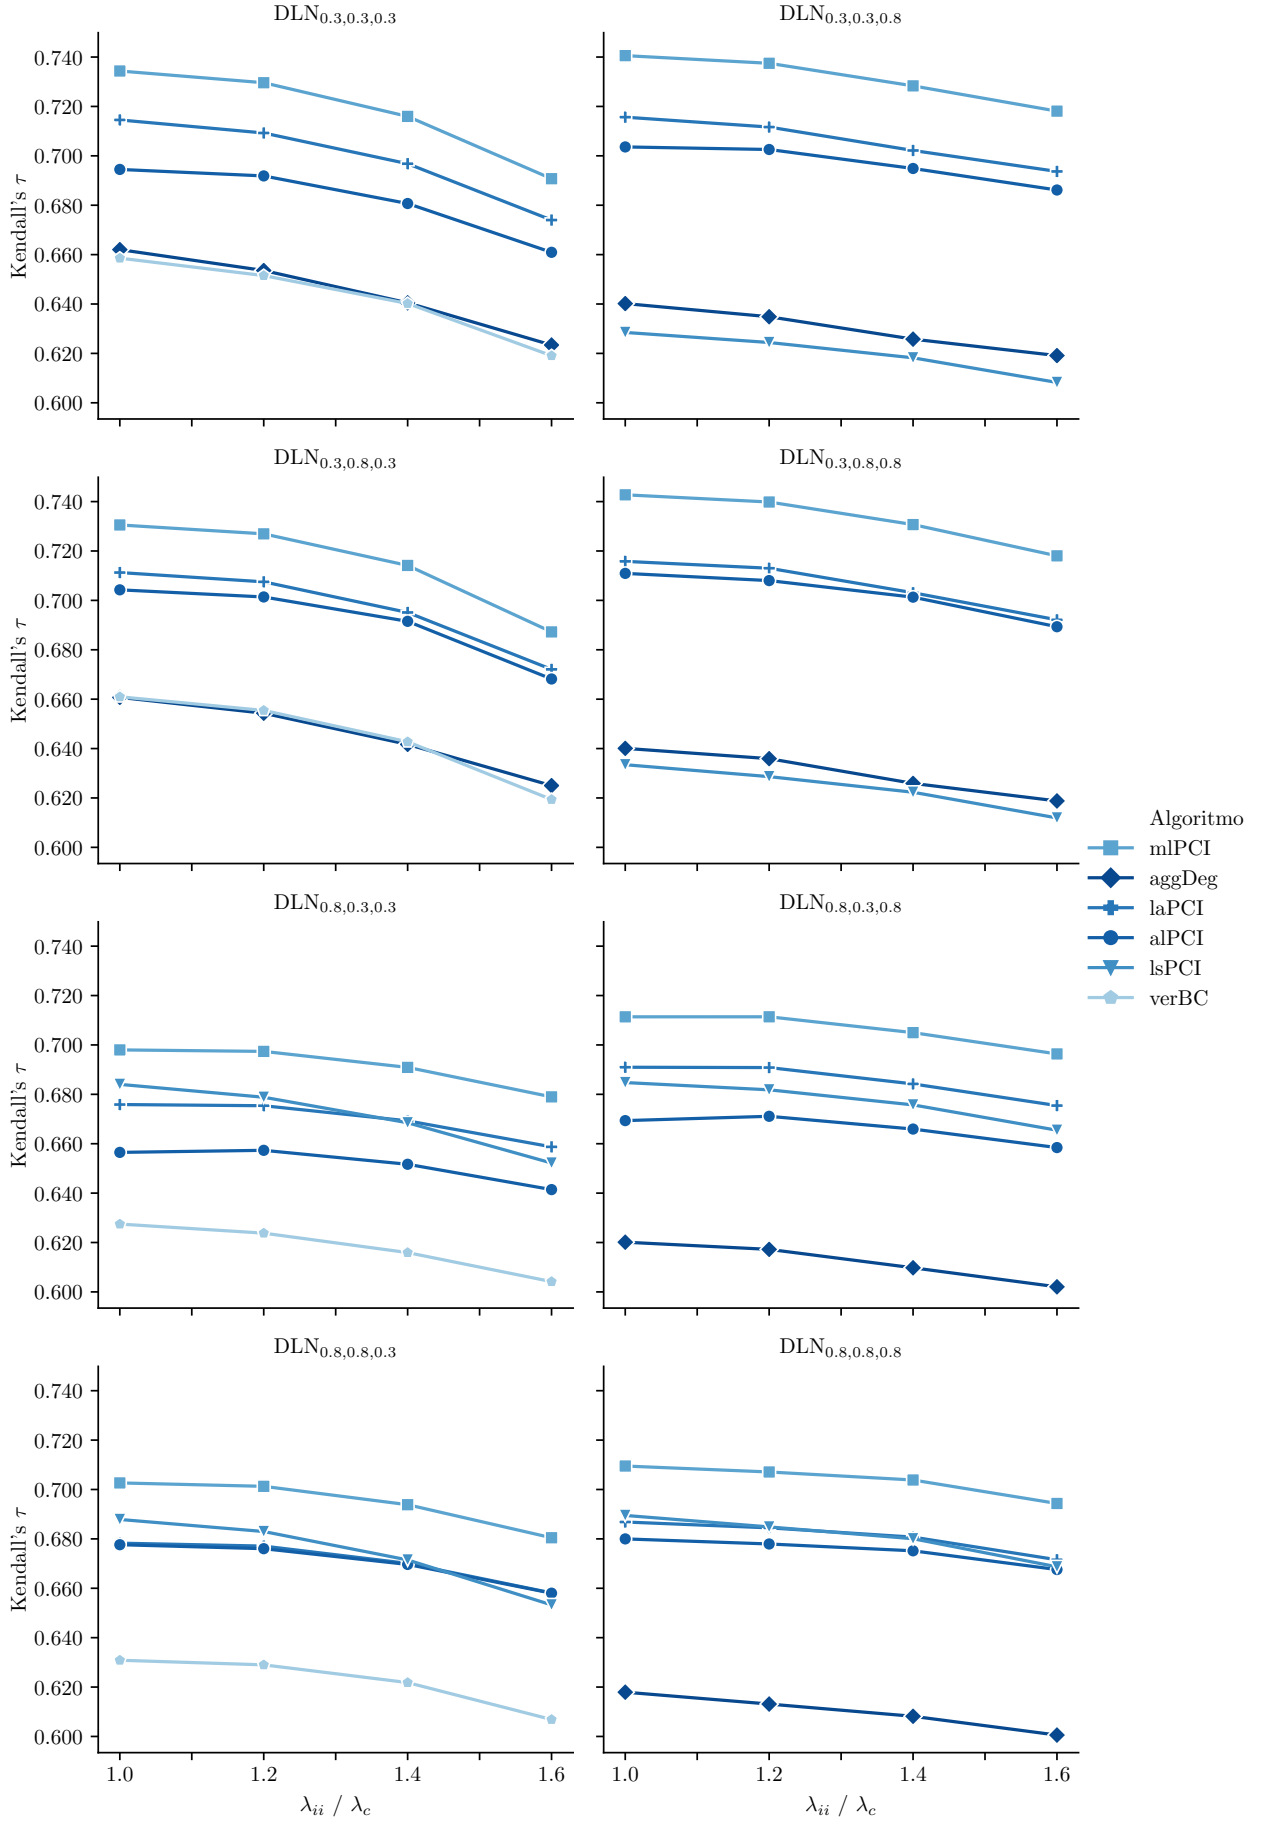 DLN0.3,0.3,0.3
DLN0.3,0.3,0.8
0.740
0.720
0.700
0.680
0.660
0.640
0.620
0.600
Kendall's τ
DLN0.3,0.8,0.3
DLN0.3,0.8,0.8
0.740
0.720
0.700
0.680
0.660
0.640
0.620
0.600
Kendall's τ
Algoritmo
mlPCI
aggDeg
laPCI
alPCI
lsPCI
verBC
DLN0.8,0.3,0.3
DLN0.8,0.3,0.8
0.740
0.720
0.700
0.680
0.660
0.640
0.620
0.600
Kendall's τ
DLN0.8,0.8,0.3
DLN0.8,0.8,0.8
0.740
0.720
0.700
0.680
0.660
0.640
0.620
0.600
Kendall's τ
1.0 1.2 1.4 1.6
1.0 1.2 1.4 1.6
λii / λc
λii / λc